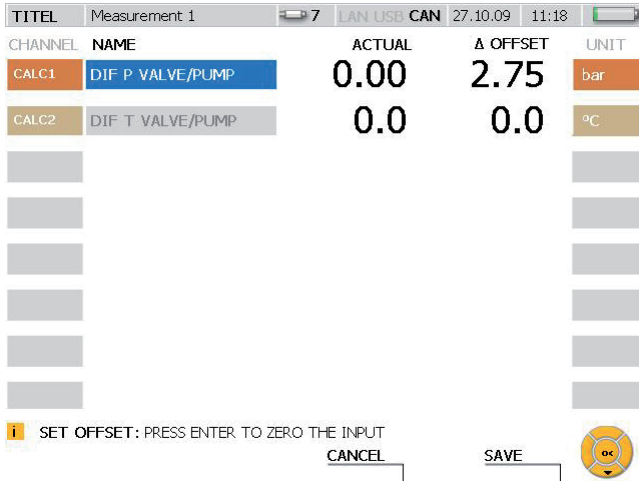 TITEL Measurement 1 7 LAN USB CAN 27.10.09 11:18
CHANNEL NAME ACTUAL Δ OFFSET UNIT
CALC1 DIF P VALVE/PUMP 0.00 2.75 bar
CALC2 DIF T VALVE/PUMP 0.0 0.0 °C
i SET OFFSET: PRESS ENTER TO ZERO THE INPUT
CANCEL SAVE OK